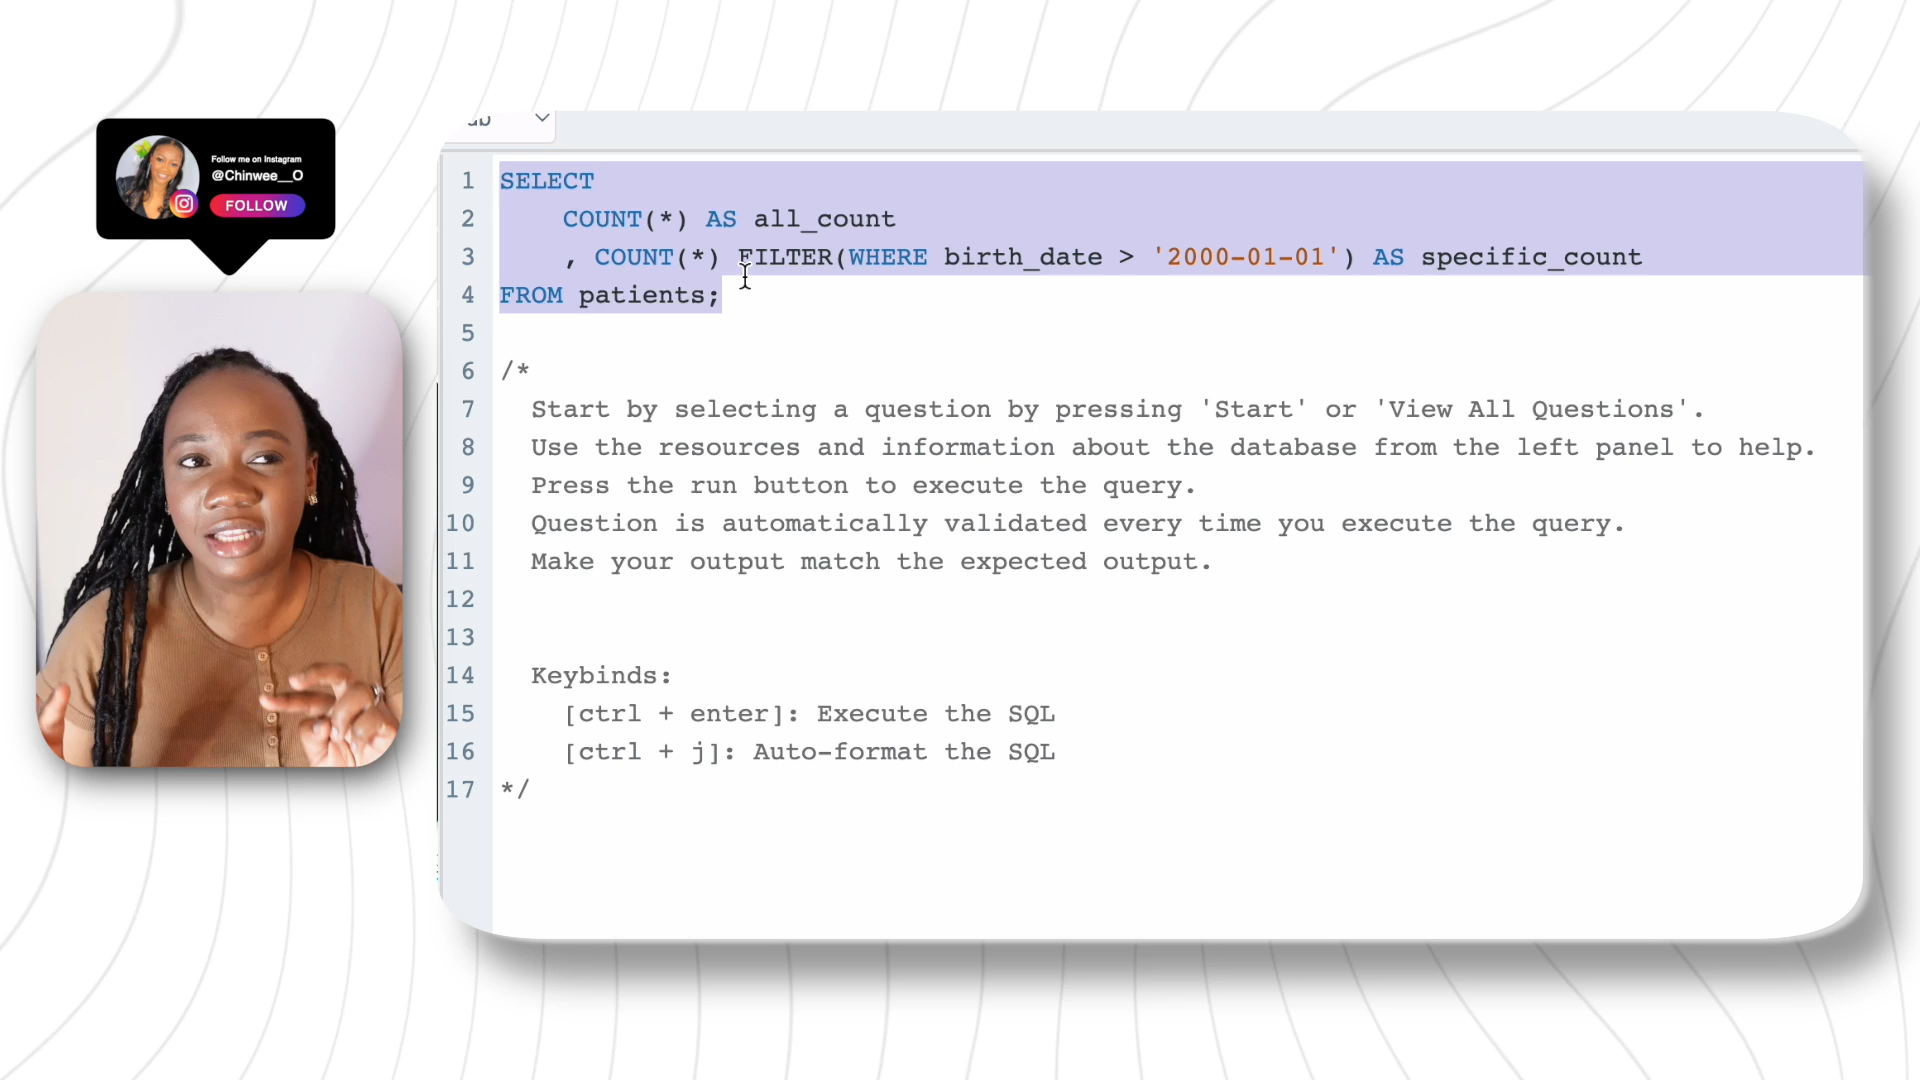 Follow me on Instagram
@Chinwee__O
FOLLOW
1 SELECT
2 COUNT(*) AS all_count
3 , COUNT(*) FILTER(WHERE birth_date > '2000-01-01') AS specific_count
4 FROM patients;
5
6 /*
7 Start by selecting a question by pressing 'Start' or 'View All Questions'.
8 Use the resources and information about the database from the left panel to help.
9 Press the run button to execute the query.
10 Question is automatically validated every time you execute the query.
11 Make your output match the expected output.
12
13
14 Keybinds:
15 [ctrl + enter]: Execute the SQL
16 [ctrl + j]: Auto-format the SQL
17 */